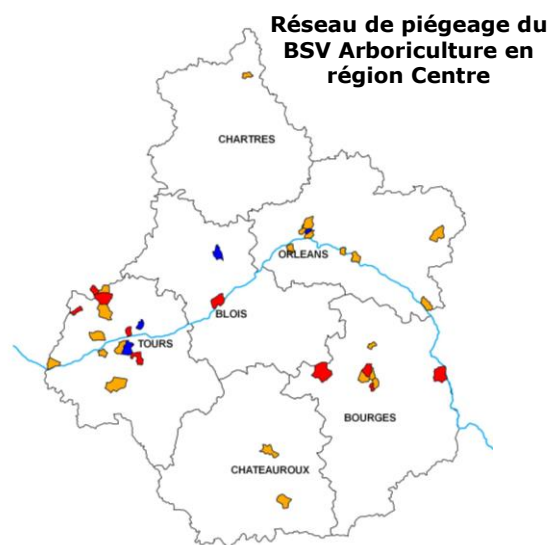 Réseau de piégeage du
BSV Arboriculture en
région Centre
CHARTRES
ORLEANS
BLOIS
TOURS
BOURGES
CHATEAUROUX